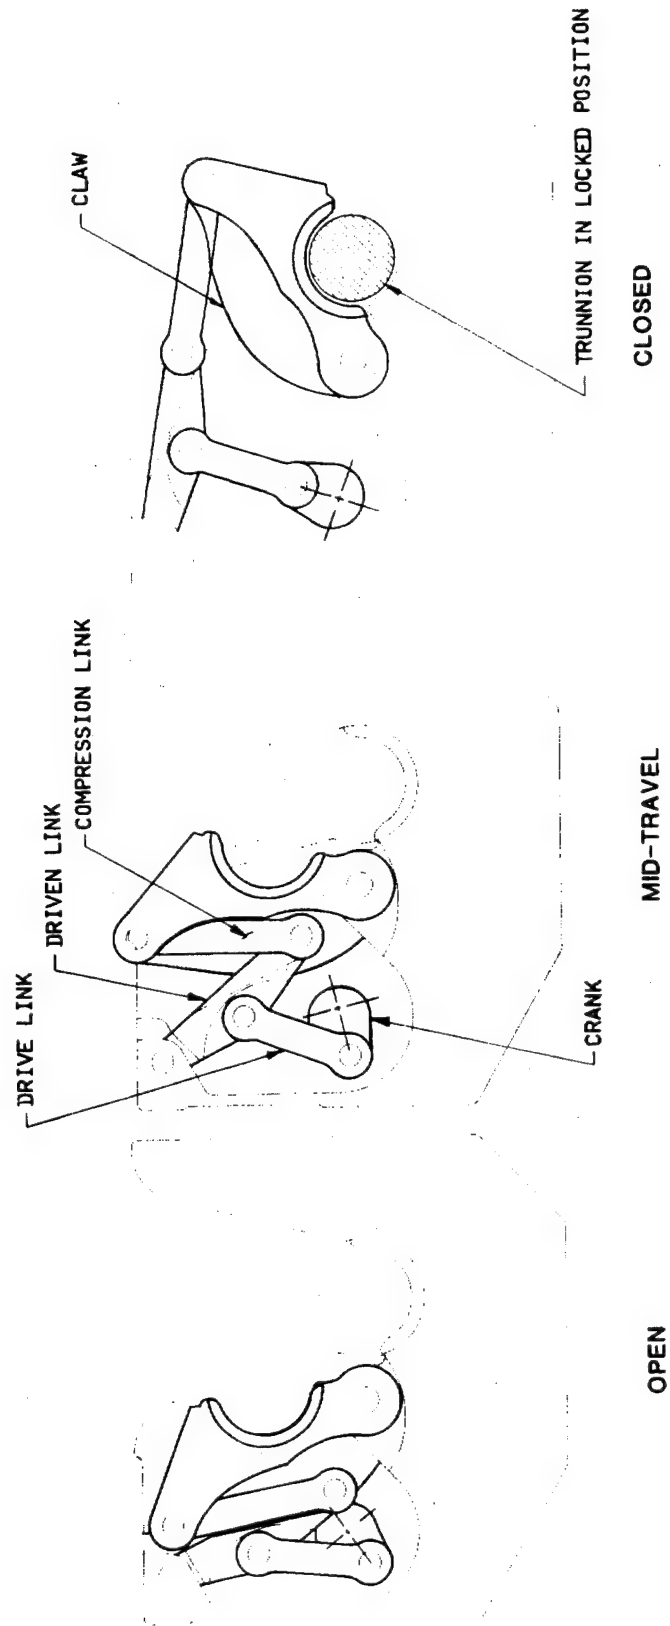 DRIVE LINK
DRIVEN LINK
COMPRESSION LINK
CLAW
CRANK
TRUNNION IN LOCKED POSITION
OPEN
MID-TRAVEL
CLOSED